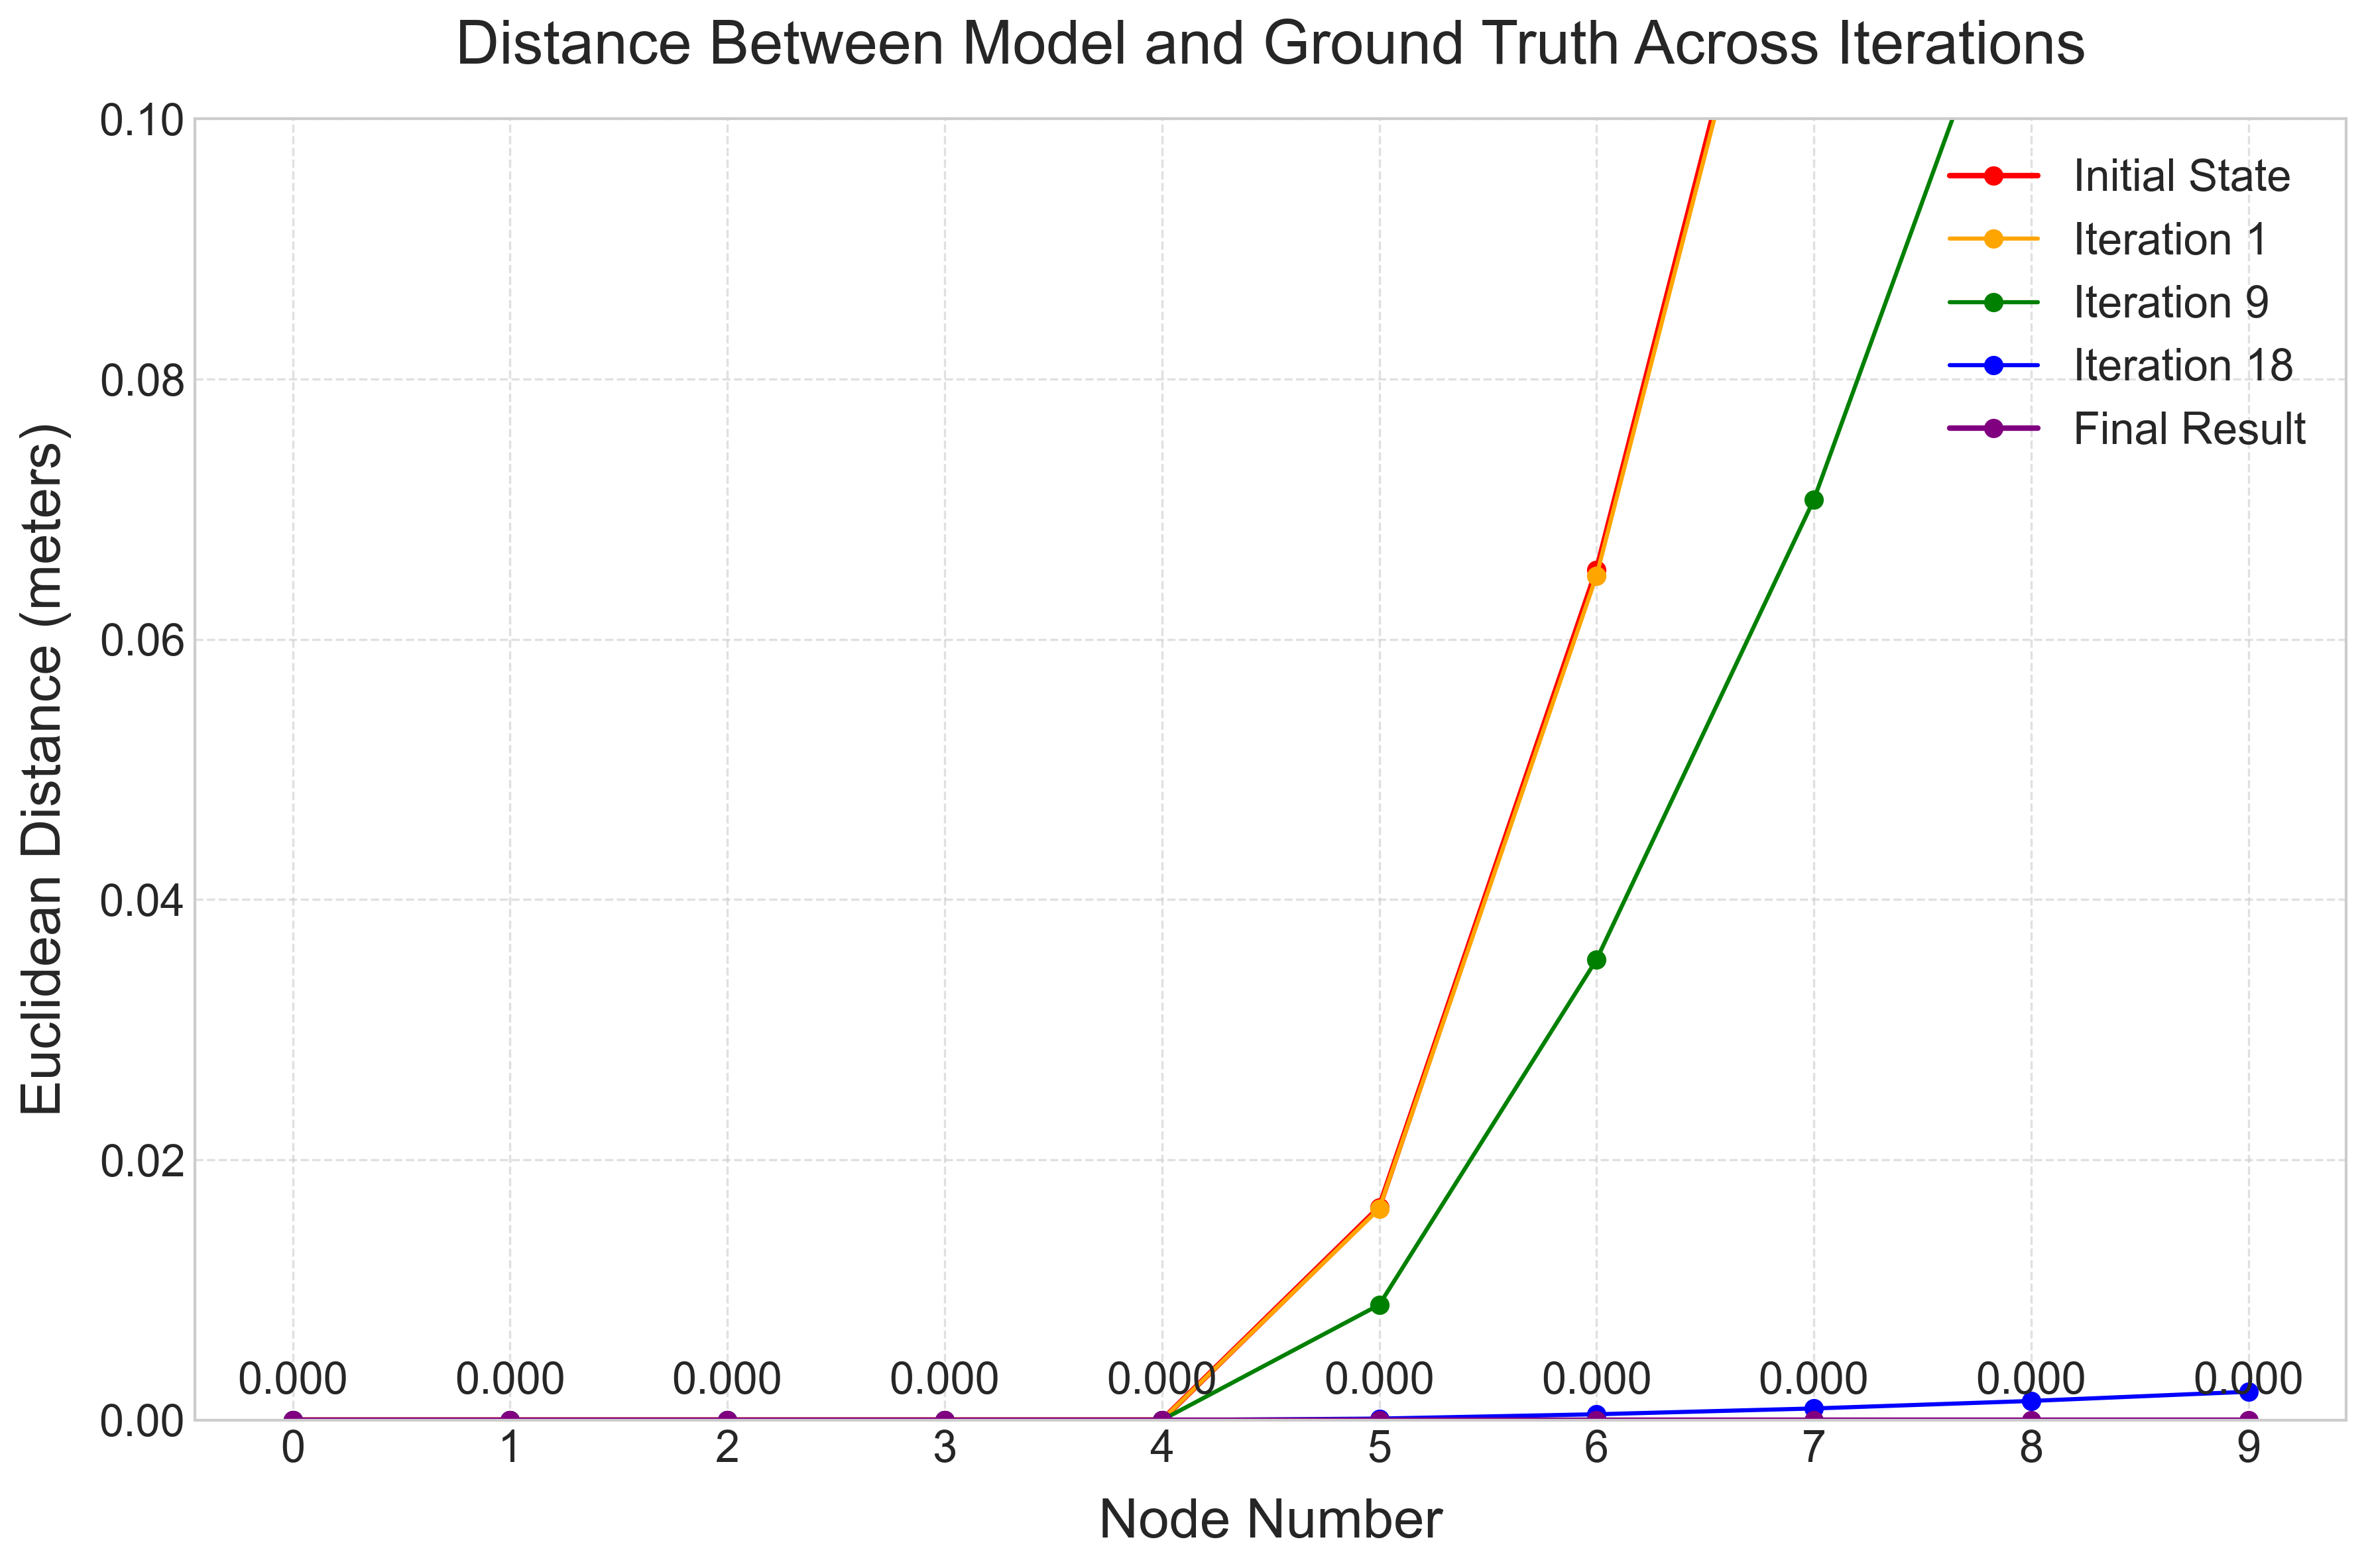 Distance Between Model and Ground Truth Across Iterations
0.10
0.08
0.06
0.04
0.02
0.00
Euclidean Distance (meters)
Initial State
Iteration 1
Iteration 9
Iteration 18
Final Result
0.000 0.000 0.000 0.000 0.000 0.000 0.000 0.000 0.000 0.000
0 1 2 3 4 5 6 7 8 9
Node Number